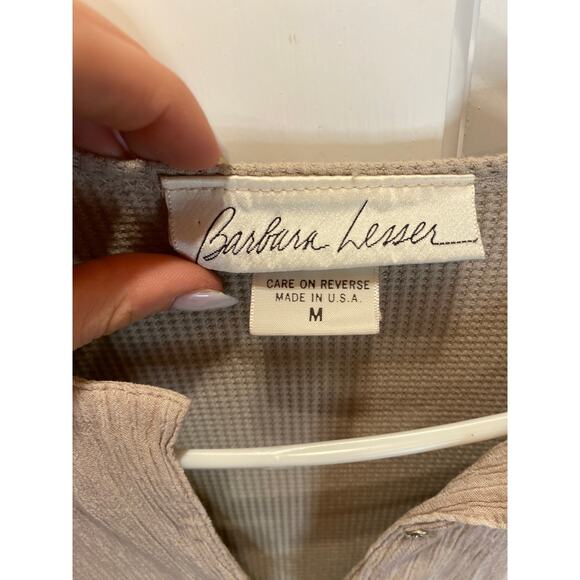 Barbara Lesser
CARE ON REVERSE
MADE IN U.S.A.
M